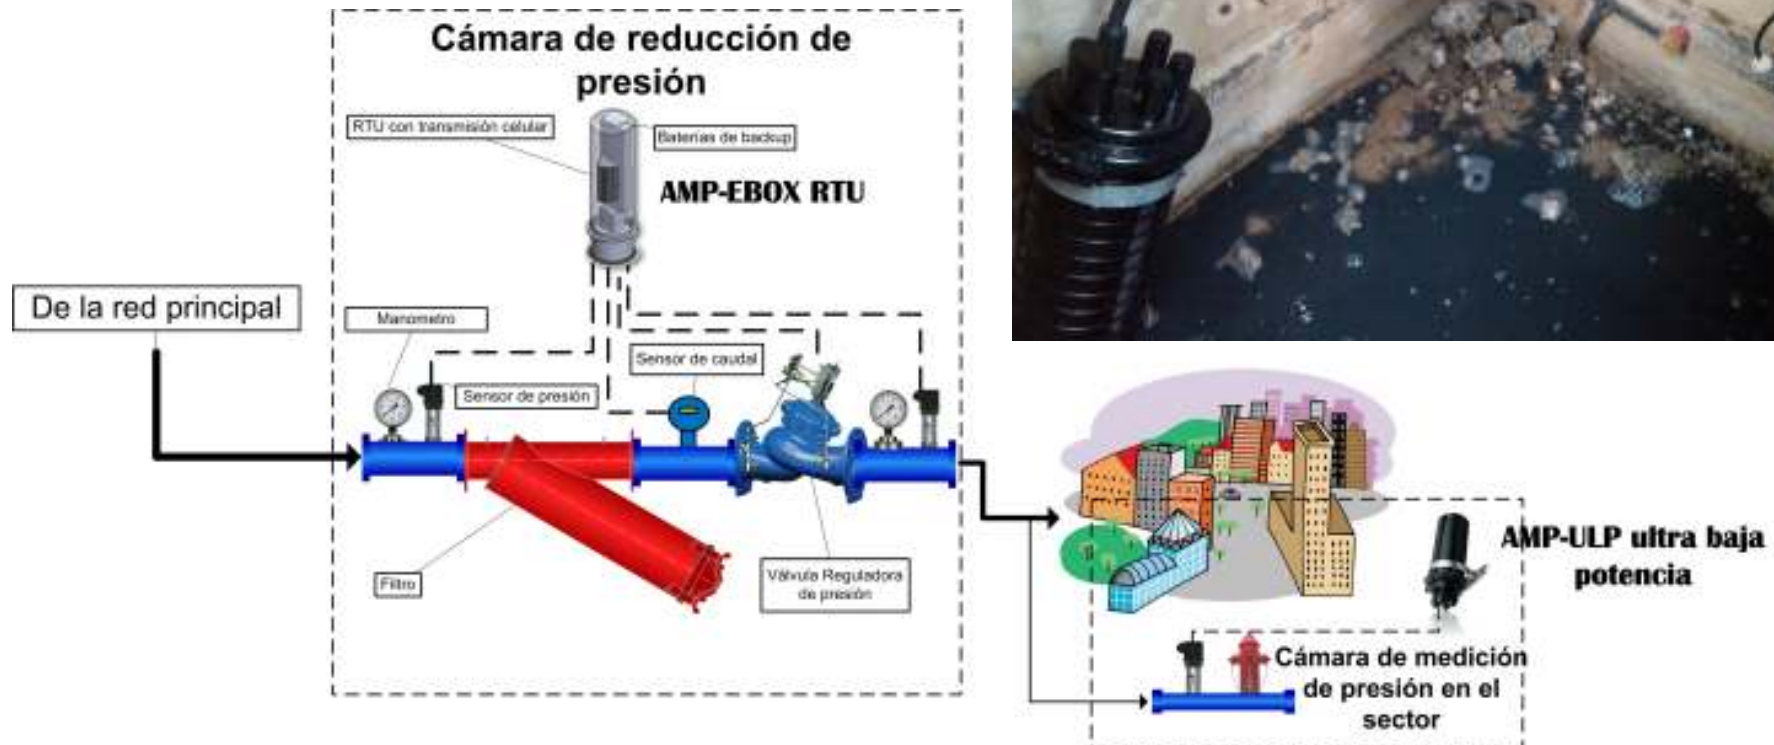 Cámara de reducción de
presión
RTU con transmisión celular
Baterías de backup
AMP-EBOX RTU
De la red principal
Manometro
Sensor de presión
Sensor de caudal
Filtro
Válvula Reguladora
de presión
AMP-ULP ultra baja
potencia
Cámara de medición
de presión en el
sector